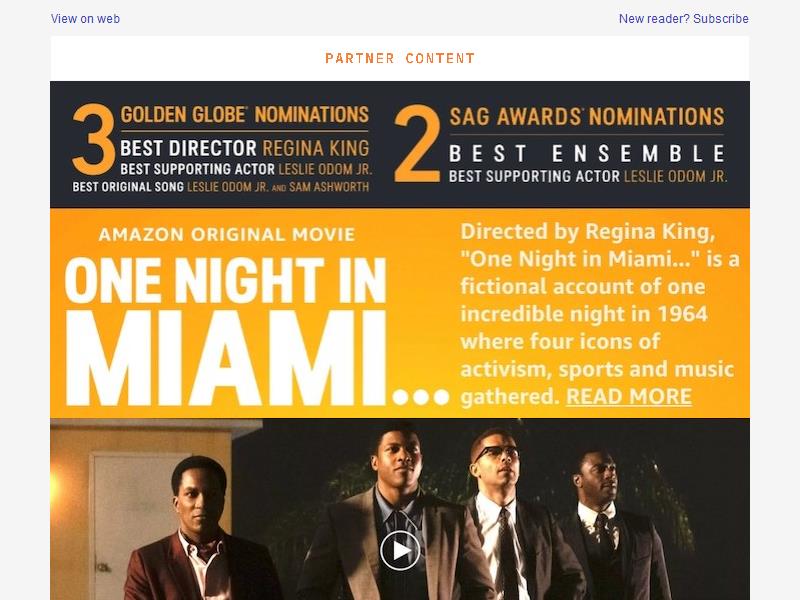 View on web
New reader? Subscribe
PARTNER CONTENT
3 GOLDEN GLOBE® NOMINATIONS
BEST DIRECTOR REGINA KING
BEST SUPPORTING ACTOR LESLIE ODOM JR.
BEST ORIGINAL SONG LESLIE ODOM JR. AND SAM ASHWORTH
2 SAG AWARDS® NOMINATIONS
BEST ENSEMBLE
BEST SUPPORTING ACTOR LESLIE ODOM JR.
AMAZON ORIGINAL MOVIE
ONE NIGHT IN
MIAMI...
Directed by Regina King,
"One Night in Miami..." is a
fictional account of one
incredible night in 1964
where four icons of
activism, sports and music
gathered. READ MORE